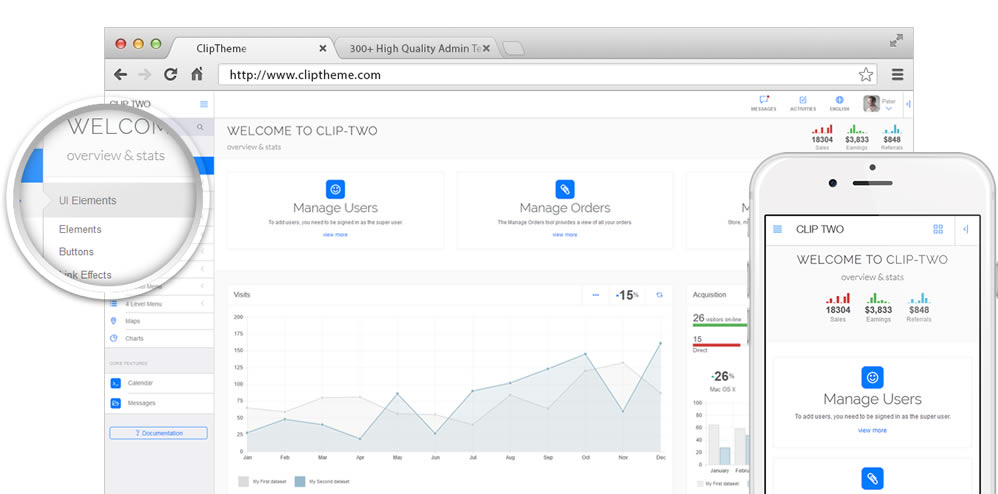 ClipTheme
300+ High Quality Admin Te
http://www.cliptheme.com
CLIP TWO
MESSAGES
ACTIVITIES
ENGLISH
Peter
WELCOM
overview & stats
UI Elements
Elements
Buttons
Link Effects
Level Menu
4 Level Menu
Maps
Charts
CORE FEATURES
Calendar
Messages
? Documentation
WELCOME TO CLIP-TWO
overview & stats
18304
Sales
$3,833
Earnings
$848
Referrals
Manage Users
To add users, you need to be signed in as the super user.
view more
Manage Orders
The Manage Orders tool provides a view of all your orders.
view more
M
Store, m
Visits
-15%
200
175
150
125
100
75
50
25
0
Jan
Feb
Mar
Apr
May
Jun
Jul
Aug
Sep
Oct
Nov
Dec
My First dataset
My Second dataset
Acquisition
26 visitors on-line
15
Direct
-26%
Mac OS X
100
80
60
40
20
0
January
Februa
My First dataset
CLIP TWO
WELCOME TO CLIP-TWO
overview & stats
18304
Sales
$3,833
Earnings
$848
Referrals
Manage Users
To add users, you need to be signed in as the super user.
view more